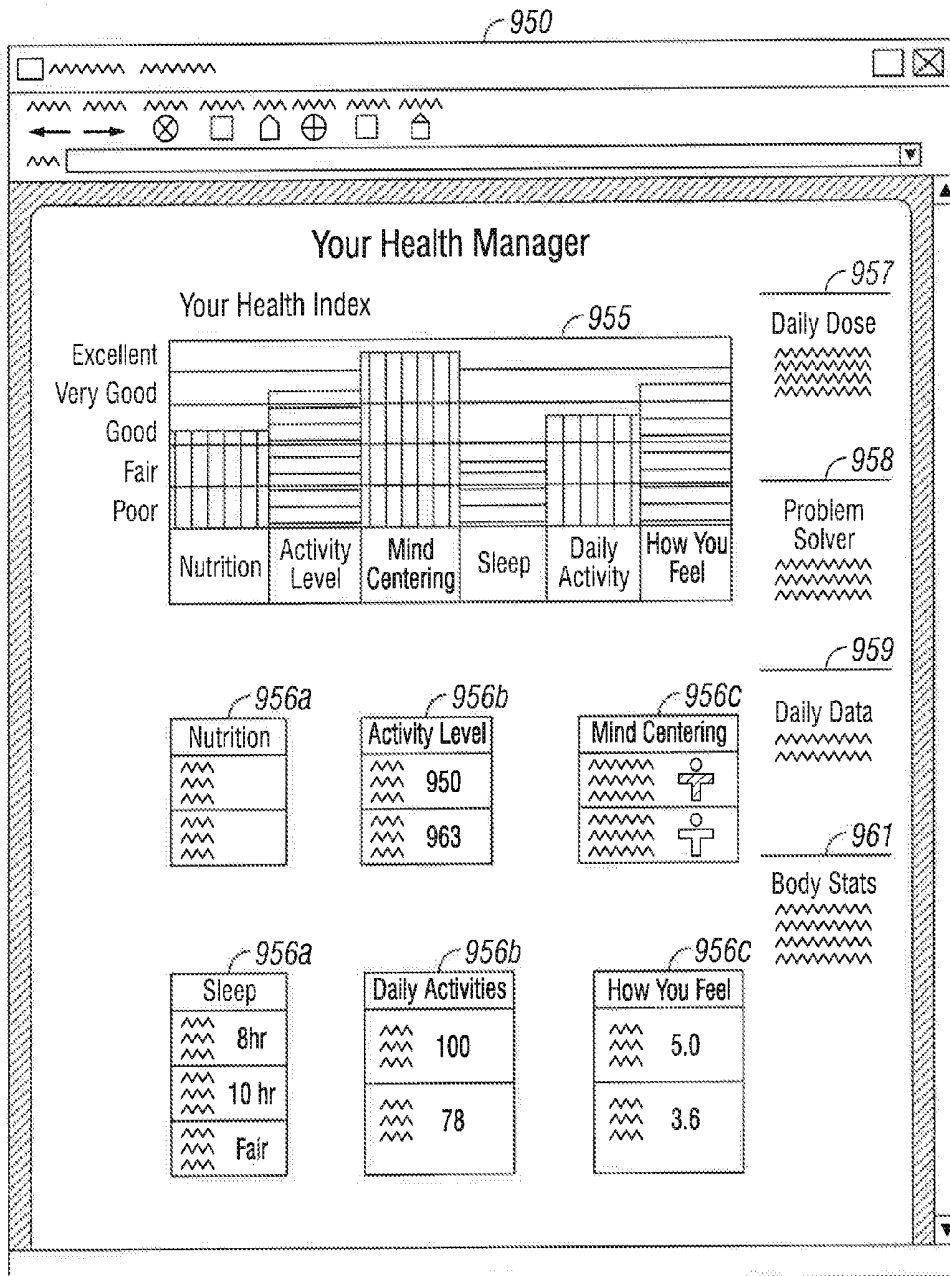 950
Your Health Manager
Your Health Index
955
Excellent
Very Good
Good
Fair
Poor
Nutrition
Activity
Level
Mind
Centering
Sleep
Daily
Activity
How You
Feel
957
Daily Dose
958
Problem
Solver
959
Daily Data
961
Body Stats
956a
Nutrition
956b
Activity Level
950
963
956c
Mind Centering
956a
Sleep
8hr
10 hr
Fair
956b
Daily Activities
100
78
956c
How You Feel
5.0
3.6